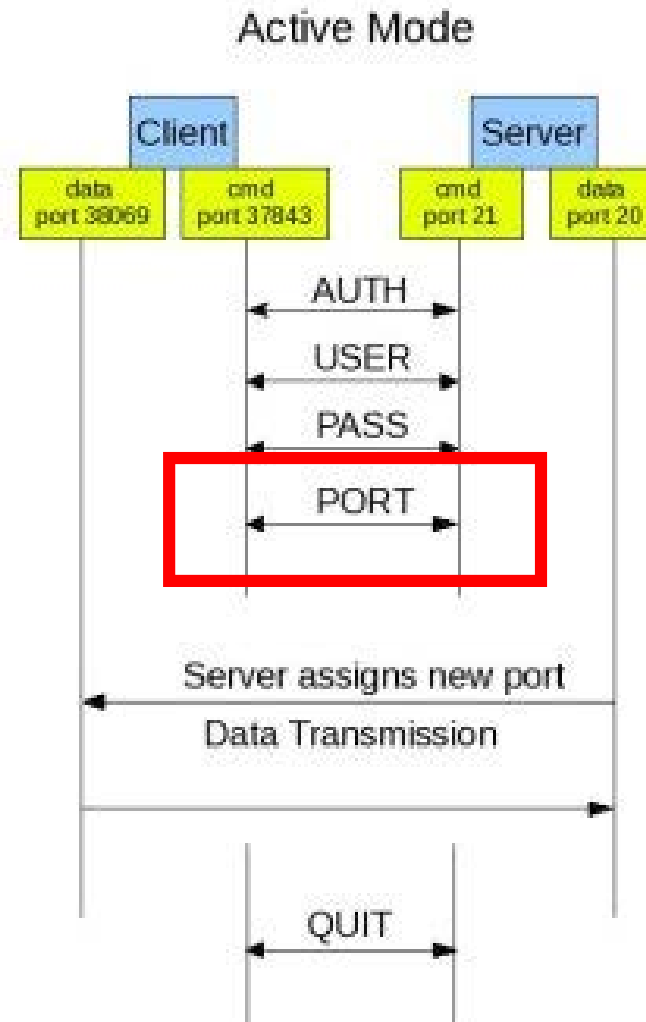 Active Mode
Client
Server
data
port 38069
cmd
port 37843
cmd
port 21
data
port 20
AUTH
USER
PASS
PORT
Server assigns new port
Data Transmission
QUIT